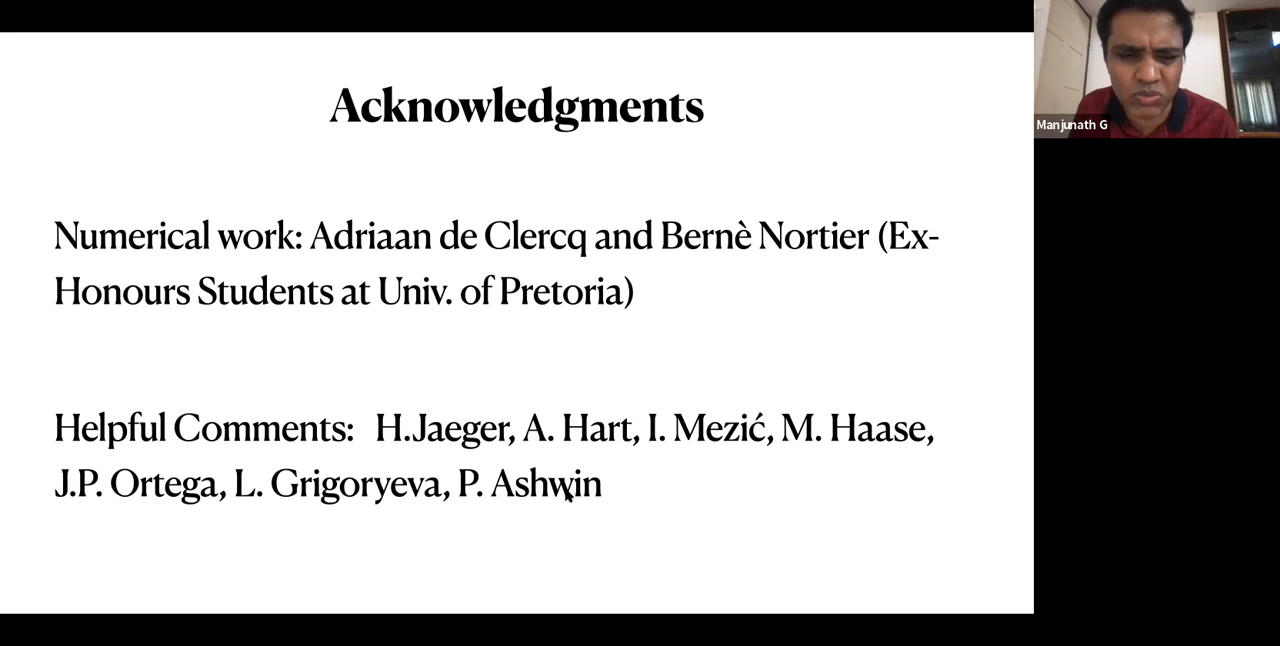 Acknowledgments
Numerical work: Adriaan de Clercq and Bernè Nortier (Ex-
Honours Students at Univ. of Pretoria)
Helpful Comments: H.Jaeger, A. Hart, I. Mezić, M. Haase,
J.P. Ortega, L. Grigoryeva, P. Ashwin
Manjunath G